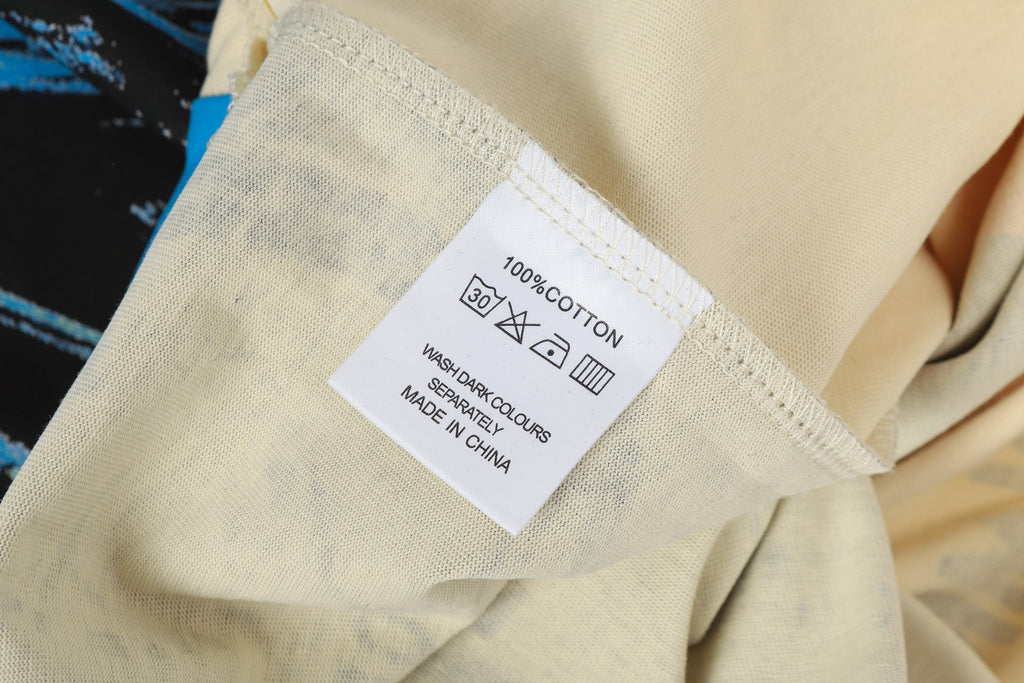 100%COTTON
30
WASH DARK COLOURS
SEPARATELY
MADE IN CHINA